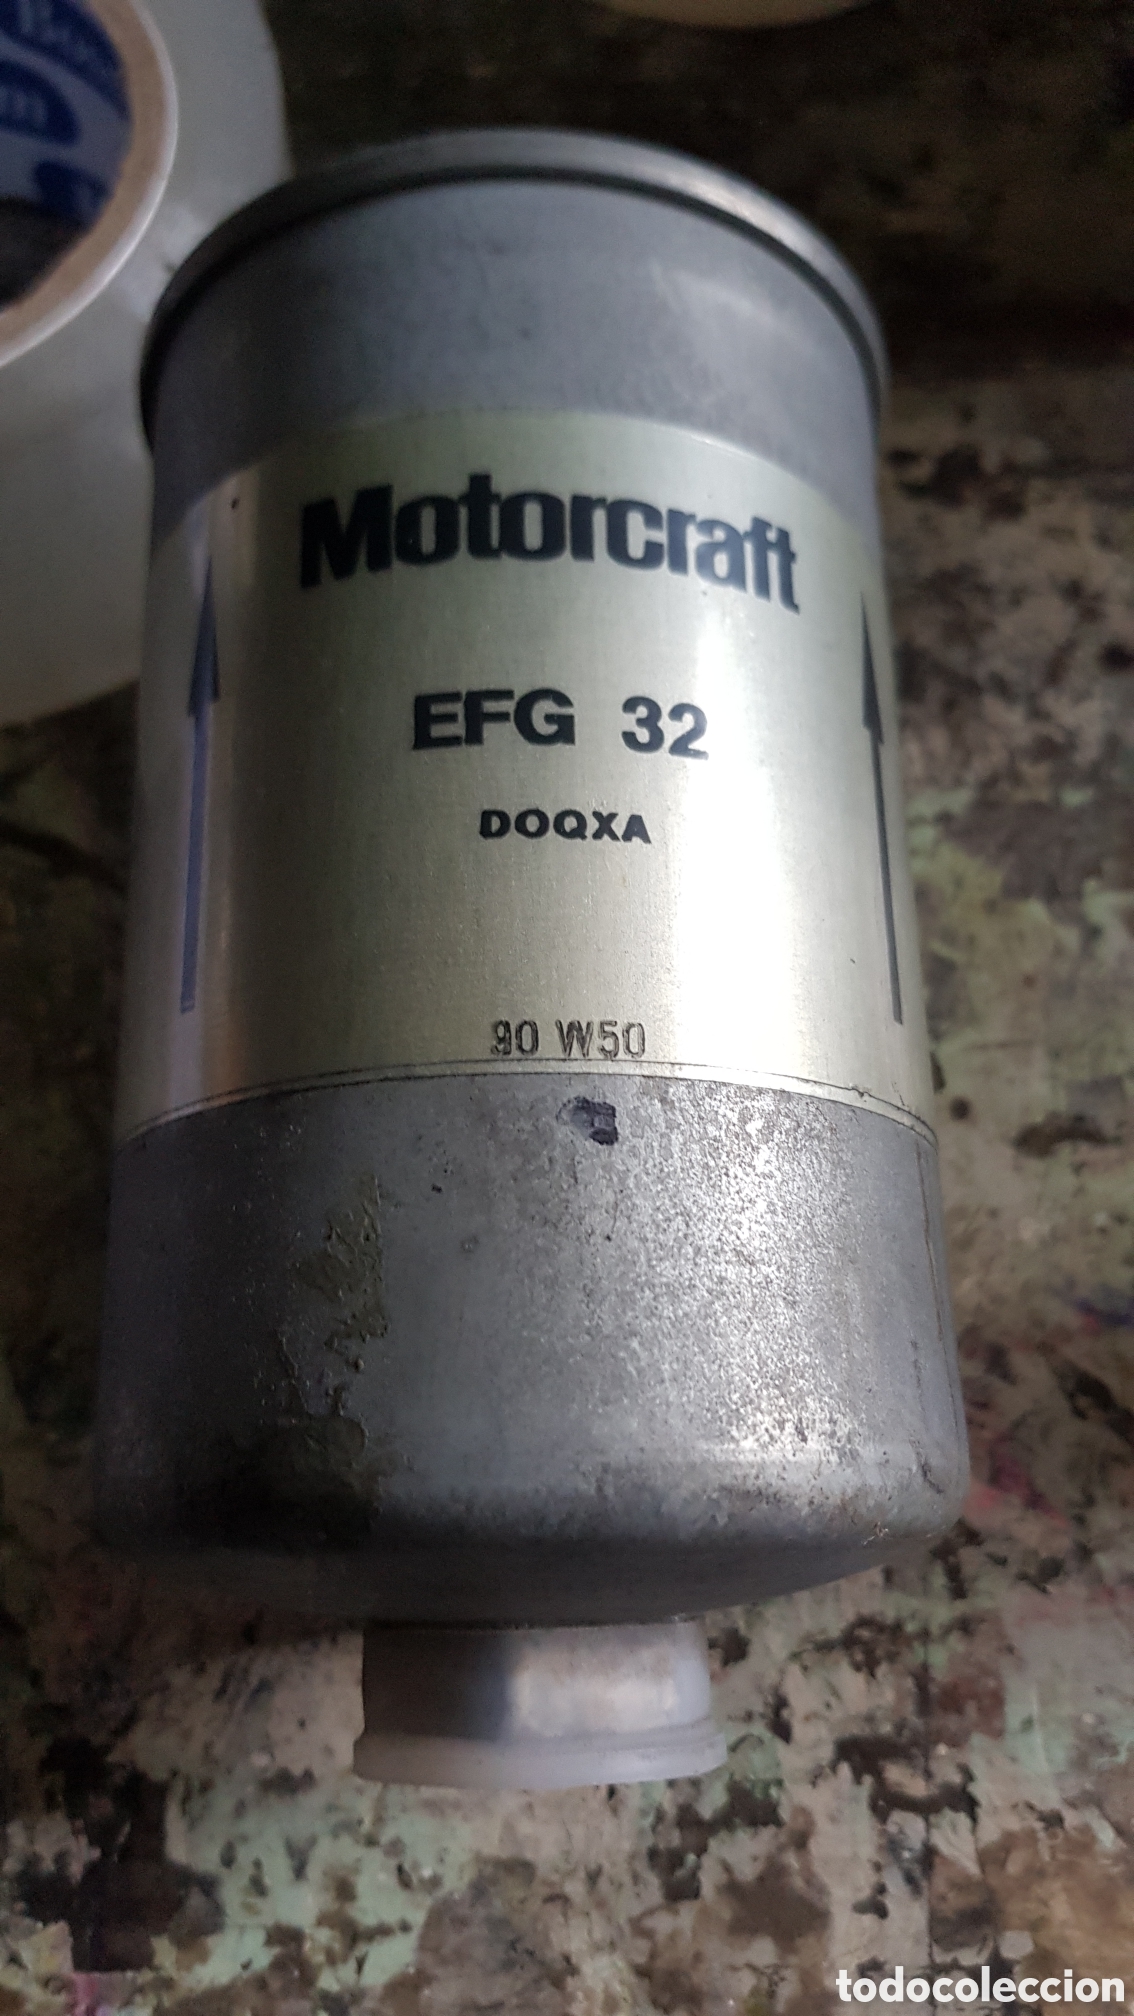 Motorcraft
EFG 32
DOQXA
90 W50
todocoleccion